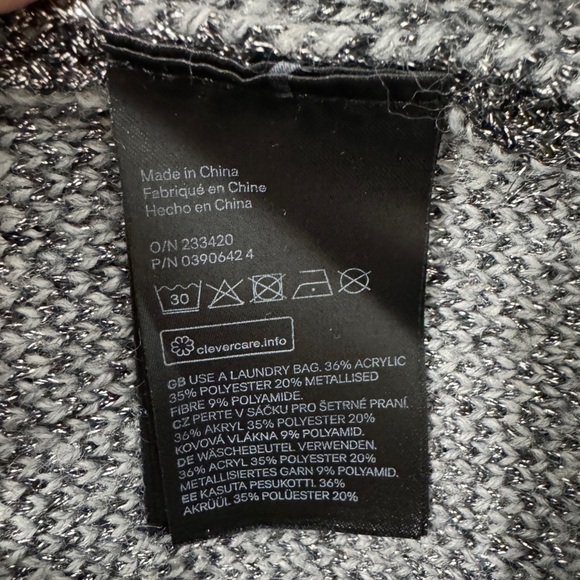 Made in China
Fabriqué en Chine
Hecho en China
O/N 233420
P/N 0390642 4
30
clevercare.info
GB USE A LAUNDRY BAG. 36% ACRYLIC
35% POLYESTER 20% METALLISED
FIBRE 9% POLYAMIDE.
CZ PERTE V SÁČKU PRO ŠETRNÉ PRANÍ.
36% AKRYL 35% POLYESTER 20%
KOVOVÁ VLÁKNA 9% POLYAMID.
DE WÄSCHEBEUTEL VERWENDEN.
36% ACRYL 35% POLYESTER 20%
METALLISIERTES GARN 9% POLYAMID.
EE KASUTA PESUKOTTI. 36%
AKRÜÜL 35% POLÜESTER 20%